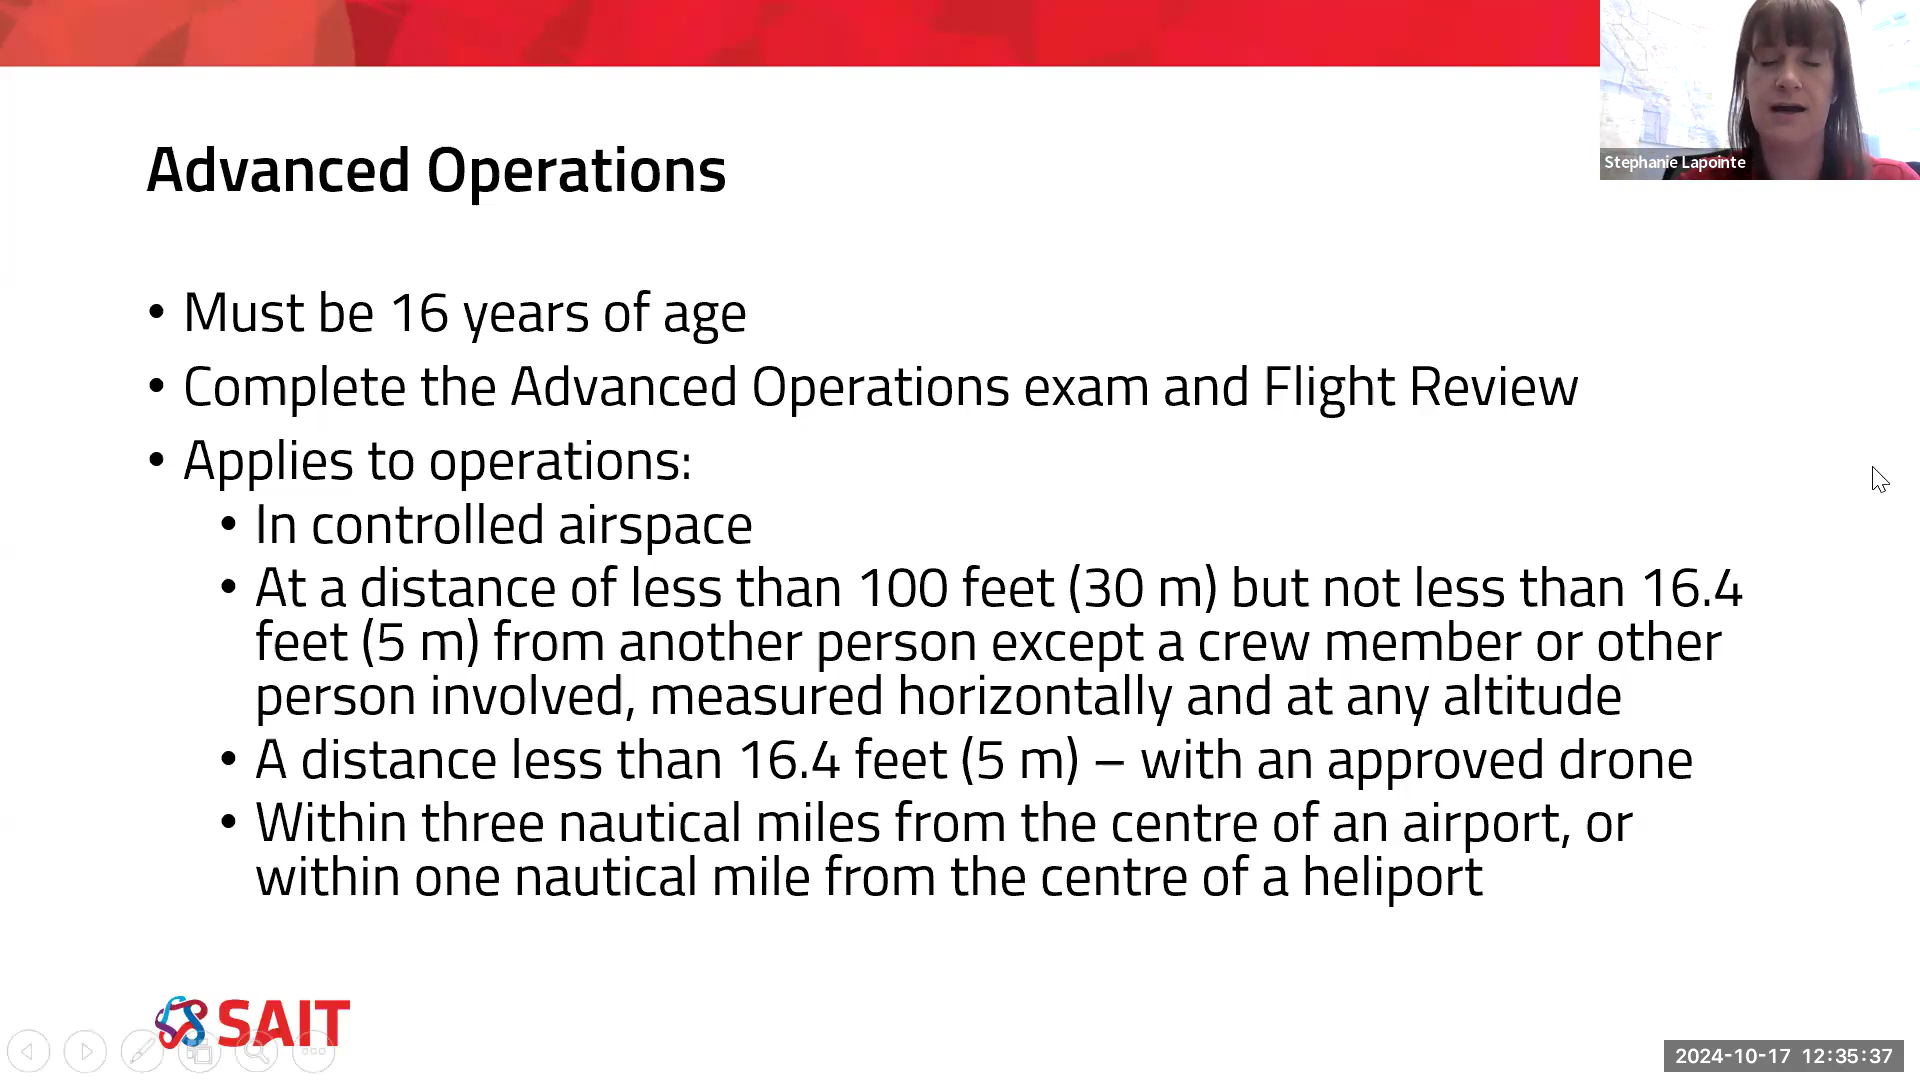 Stephanie Lapointe
Advanced Operations
• Must be 16 years of age
• Complete the Advanced Operations exam and Flight Review
• Applies to operations:
• In controlled airspace
• At a distance of less than 100 feet (30 m) but not less than 16.4
feet (5 m) from another person except a crew member or other
person involved, measured horizontally and at any altitude
• A distance less than 16.4 feet (5 m) – with an approved drone
• Within three nautical miles from the centre of an airport, or
within one nautical mile from the centre of a heliport
SAIT
2024-10-17 12:35:37